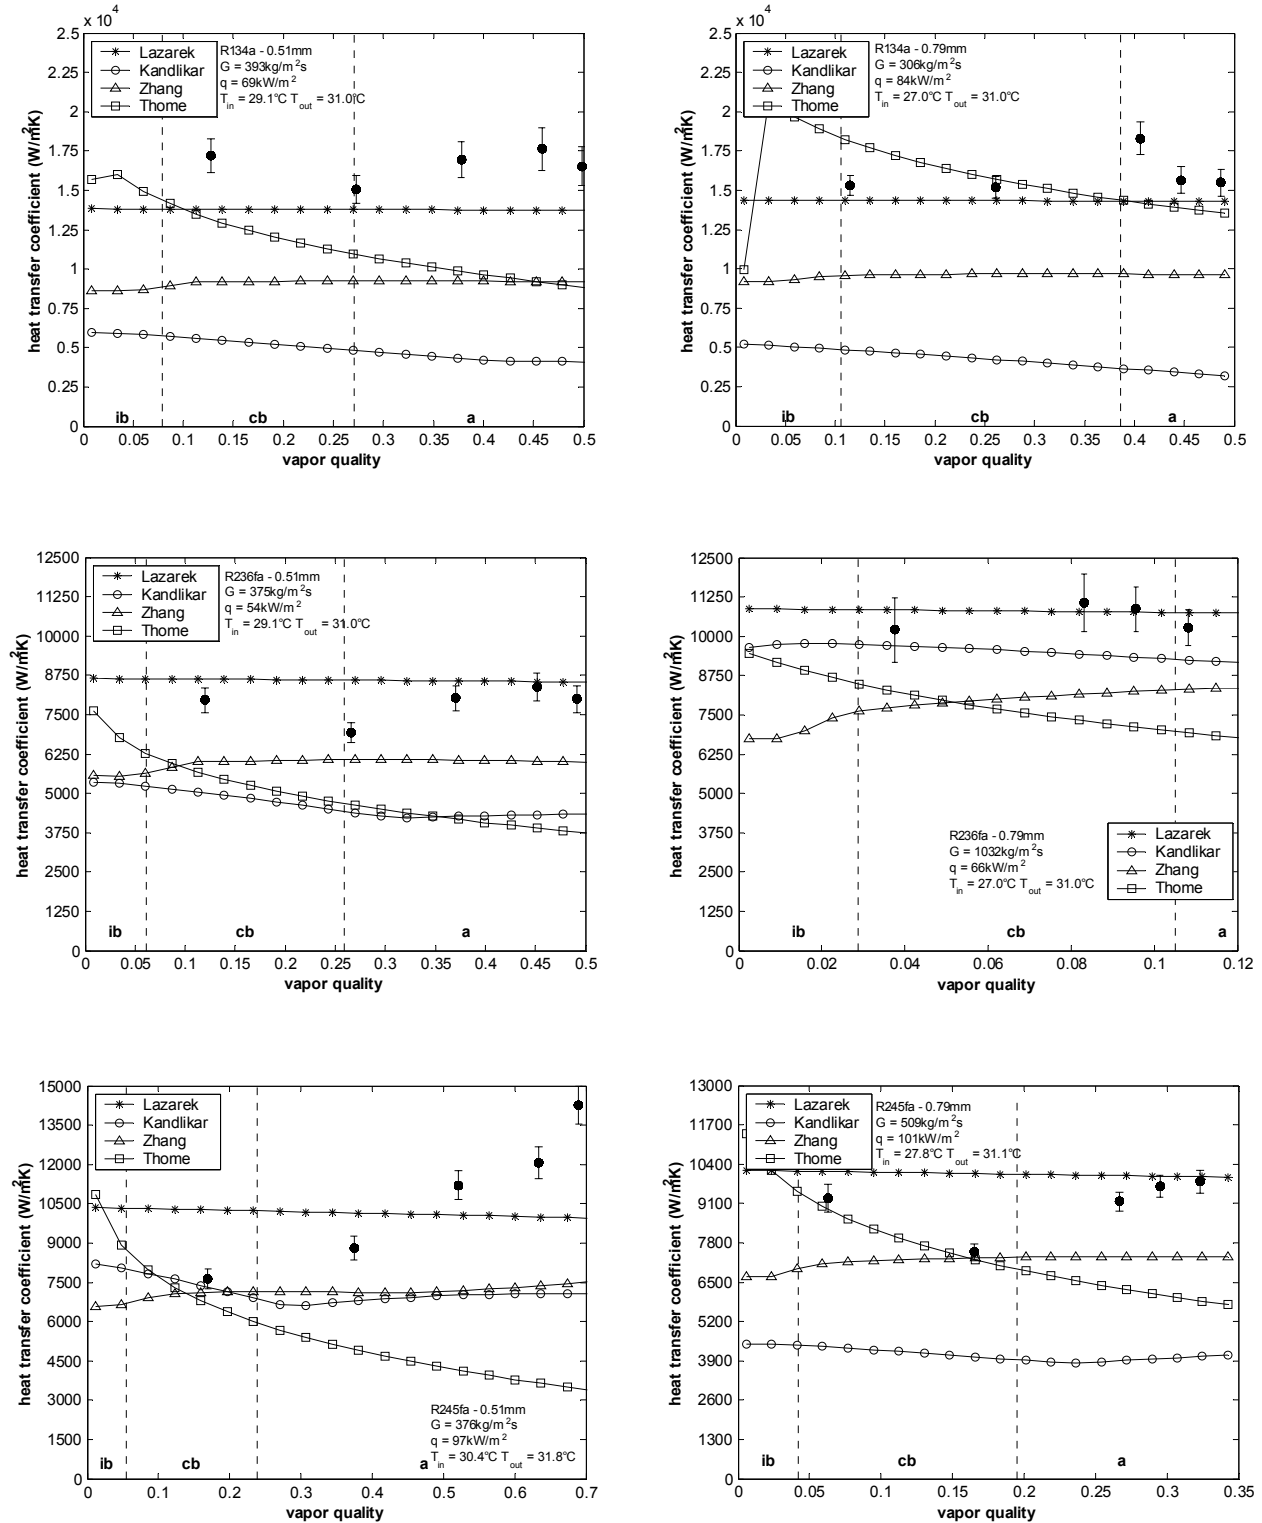 x 10⁴
2.5
2.25
2
1.75
1.5
1.25
1
0.75
0.5
0.25
0
heat transfer coefficient (W/m²K)
Lazarek
Kandlikar
Zhang
Thome
R134a - 0.51mm
G = 393kg/m²s
q = 69kW/m²
T_in = 29.1°C T_out = 31.0°C
ib cb a
0 0.05 0.1 0.15 0.2 0.25 0.3 0.35 0.4 0.45 0.5
vapor quality
x 10⁴
2.5
2.25
2
1.75
1.5
1.25
1
0.75
0.5
0.25
0
heat transfer coefficient (W/m²K)
Lazarek
Kandlikar
Zhang
Thome
R134a - 0.79mm
G = 306kg/m²s
q = 84kW/m²
T_in = 27.0°C T_out = 31.0°C
ib cb a
0 0.05 0.1 0.15 0.2 0.25 0.3 0.35 0.4 0.45 0.5
vapor quality
12500
11250
10000
8750
7500
6250
5000
3750
2500
1250
0
heat transfer coefficient (W/m²K)
Lazarek
Kandlikar
Zhang
Thome
R236fa - 0.51mm
G = 375kg/m²s
q = 54kW/m²
T_in = 29.1°C T_out = 31.0°C
ib cb a
0 0.05 0.1 0.15 0.2 0.25 0.3 0.35 0.4 0.45 0.5
vapor quality
12500
11250
10000
8750
7500
6250
5000
3750
2500
1250
0
heat transfer coefficient (W/m²K)
R236fa - 0.79mm
G = 1032kg/m²s
q = 66kW/m²
T_in = 27.0°C T_out = 31.0°C
Lazarek
Kandlikar
Zhang
Thome
ib cb a
0 0.02 0.04 0.06 0.08 0.1 0.12
vapor quality
15000
13500
12000
10500
9000
7500
6000
4500
3000
1500
0
heat transfer coefficient (W/m²K)
Lazarek
Kandlikar
Zhang
Thome
R245fa - 0.51mm
G = 376kg/m²s
q = 97kW/m²
T_in = 30.4°C T_out = 31.8°C
ib cb a
0 0.1 0.2 0.3 0.4 0.5 0.6 0.7
vapor quality
13000
11700
10400
9100
7800
6500
5200
3900
2600
1300
0
heat transfer coefficient (W/m²K)
Lazarek
Kandlikar
Zhang
Thome
R245fa - 0.79mm
G = 509kg/m²s
q = 101kW/m²
T_in = 27.8°C T_out = 31.1°C
ib cb a
0 0.05 0.1 0.15 0.2 0.25 0.3 0.35
vapor quality